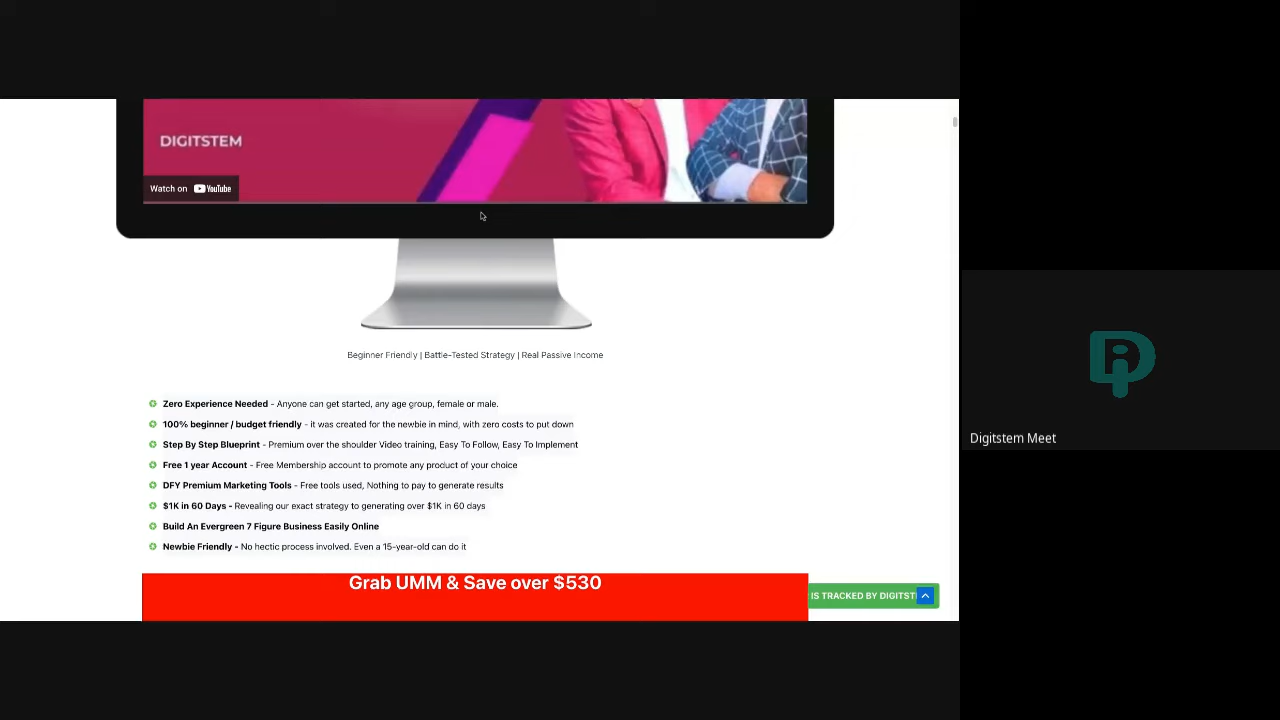 DIGITSTEM
Watch on YouTube
Beginner Friendly | Battle-Tested Strategy | Real Passive Income
Zero Experience Needed - Anyone can get started, any age group, female or male.
100% beginner / budget friendly - it was created for the newbie in mind, with zero costs to put down
Step By Step Blueprint - Premium over the shoulder Video training, Easy To Follow, Easy To Implement
Free 1 year Account - Free Membership account to promote any product of your choice
DFY Premium Marketing Tools - Free tools used, Nothing to pay to generate results
$1K in 60 Days - Revealing our exact strategy to generating over $1K in 60 days
Build An Evergreen 7 Figure Business Easily Online
Newbie Friendly - No hectic process involved. Even a 15-year-old can do it
Grab UMM & Save over $530
IS TRACKED BY DIGITST
Digitstem Meet